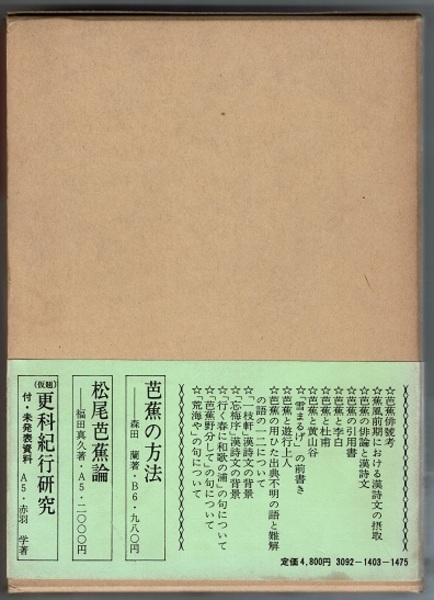 ☆芭蕉俳號考
☆蕉風前期における漢詩文の摂取
☆芭蕉の俳論と漢詩文
☆芭蕉の引用書
☆芭蕉と李白
☆芭蕉と杜甫
☆芭蕉と黄山谷
☆「雪まるげ」の前書き
☆芭蕉と遊行上人
☆芭蕉の用ひた出典不明の語と難解
の語の一二について
☆「一枝軒」漢詩文の背景
☆「忘梅序」漢詩文の背景
☆「行く春に和歌の浦」の句について
☆「芭蕉野分して」の句について
☆「荒海や」の句について
芭蕉の方法
——森田 蘭著・B6・九八〇円
松尾芭蕉論
——福田真久著・A5・二〇〇〇円
(仮題)更科紀行研究
付・未発表資料 A5・赤羽 学著
定価4,800円 3092-1403-1475